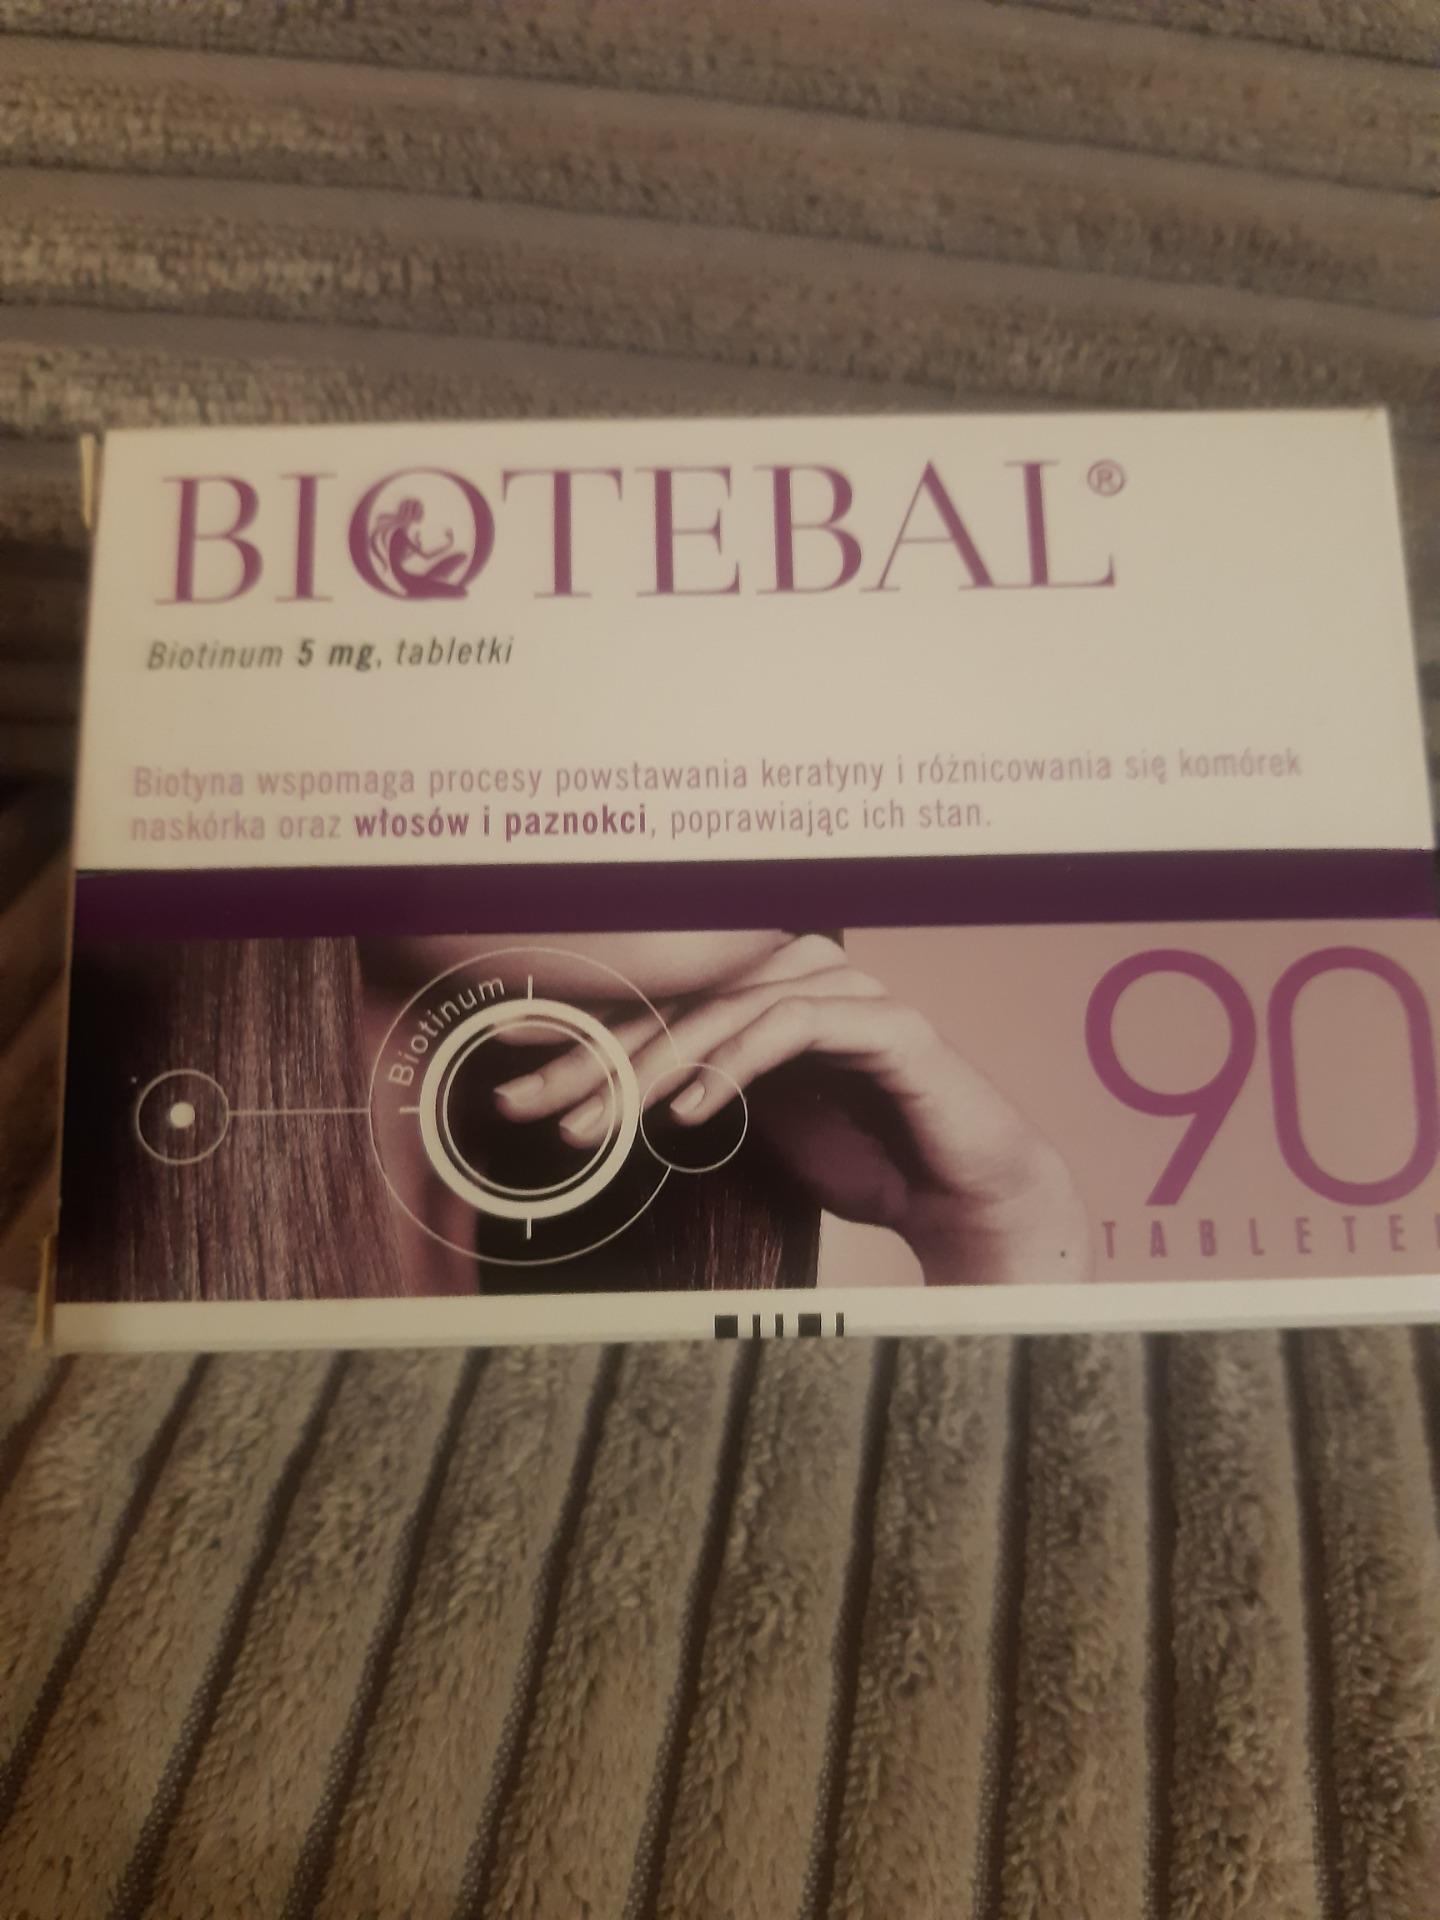 BIOTEBAL®
Biotinum 5 mg, tabletki
Biotyna wspomaga procesy powstawania keratyny i różnicowania się komórek
naskórka oraz włosów i paznokci, poprawiając ich stan.
Biotinum
90